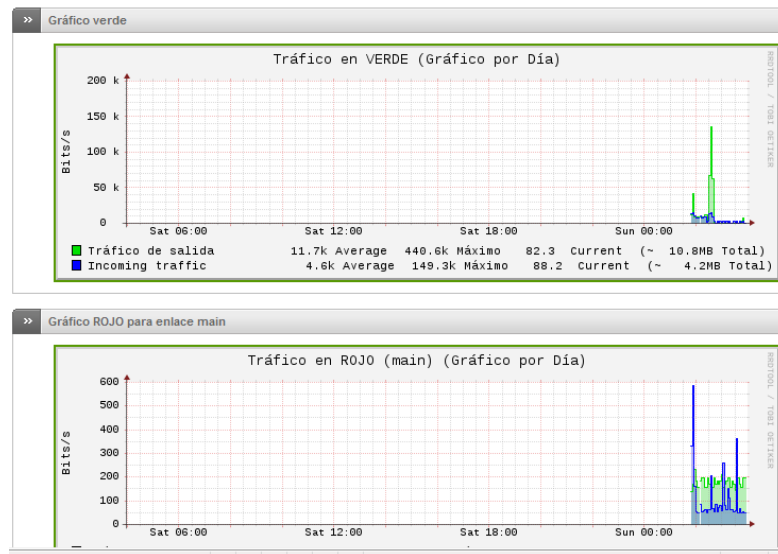 » Gráfico verde
Tráfico en VERDE (Gráfico por Día)
RRDTOOL / TOBI OETIKER
Bits/s
200 k
150 k
100 k
50 k
0
Sat 06:00 Sat 12:00 Sat 18:00 Sun 00:00
Tráfico de salida 11.7k Average 440.6k Máximo 82.3 Current (~ 10.8MB Total)
Incoming traffic 4.6k Average 149.3k Máximo 88.2 Current (~ 4.2MB Total)
» Gráfico ROJO para enlace main
Tráfico en ROJO (main) (Gráfico por Día)
RRDTOOL / TOBI OETIKER
Bits/s
600
500
400
300
200
100
0
Sat 06:00 Sat 12:00 Sat 18:00 Sun 00:00